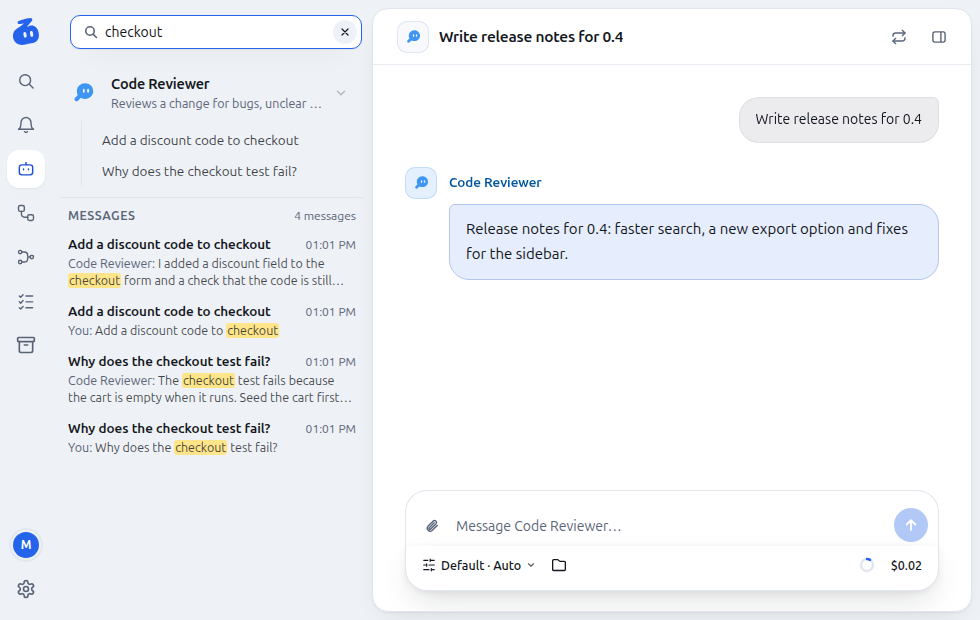 checkout
Code Reviewer
Reviews a change for bugs, unclear …
Add a discount code to checkout
Why does the checkout test fail?
MESSAGES
4 messages
Add a discount code to checkout
01:01 PM
Code Reviewer: I added a discount field to the
checkout form and a check that the code is still…
Add a discount code to checkout
01:01 PM
You: Add a discount code to checkout
Why does the checkout test fail?
01:01 PM
Code Reviewer: The checkout test fails because
the cart is empty when it runs. Seed the cart first…
Why does the checkout test fail?
01:01 PM
You: Why does the checkout test fail?
M
Write release notes for 0.4
Write release notes for 0.4
Code Reviewer
Release notes for 0.4: faster search, a new export option and fixes
for the sidebar.
Message Code Reviewer…
Default · Auto
$0.02